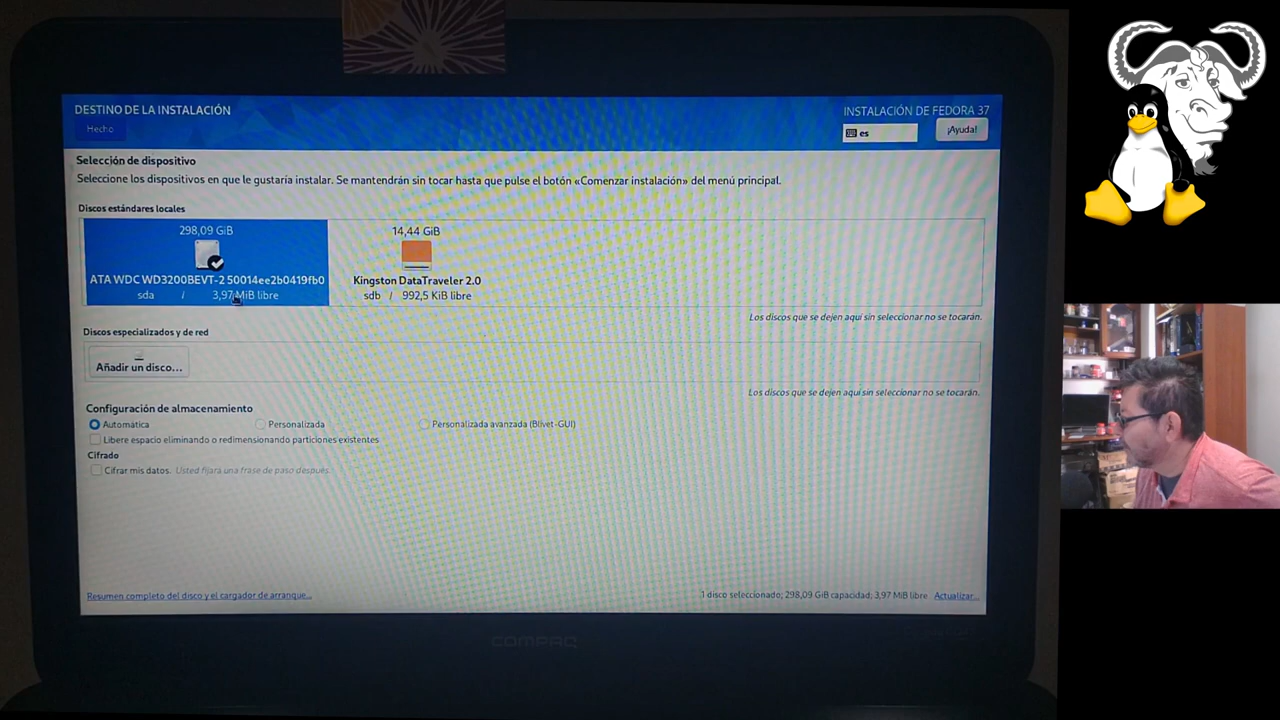 DESTINO DE LA INSTALACIÓN
INSTALACIÓN DE FEDORA 37
Hecho
es
¡Ayuda!
Selección de dispositivo
Seleccione los dispositivos en que le gustaría instalar. Se mantendrán sin tocar hasta que pulse el botón «Comenzar instalación» del menú principal.
Discos estándares locales
298,09 GiB
14,44 GiB
ATA WDC WD3200BEVT-2 50014ee2b0419fb0
Kingston DataTraveler 2.0
sda / 3,97 MiB libre
sdb / 992,5 KiB libre
Los discos que se dejen aquí sin seleccionar no se tocarán.
Discos especializados y de red
Añadir un disco...
Los discos que se dejen aquí sin seleccionar no se tocarán.
Configuración de almacenamiento
Automática
Personalizada
Personalizada avanzada (Blivet-GUI)
Libere espacio eliminando o redimensionando particiones existentes
Cifrado
Cifrar mis datos. Usted fijará una frase de paso después.
Resumen completo del disco y el cargador de arranque...
1 disco seleccionado; 298,09 GiB capacidad; 3,97 MiB libre
Actualizar...
COMPAQ